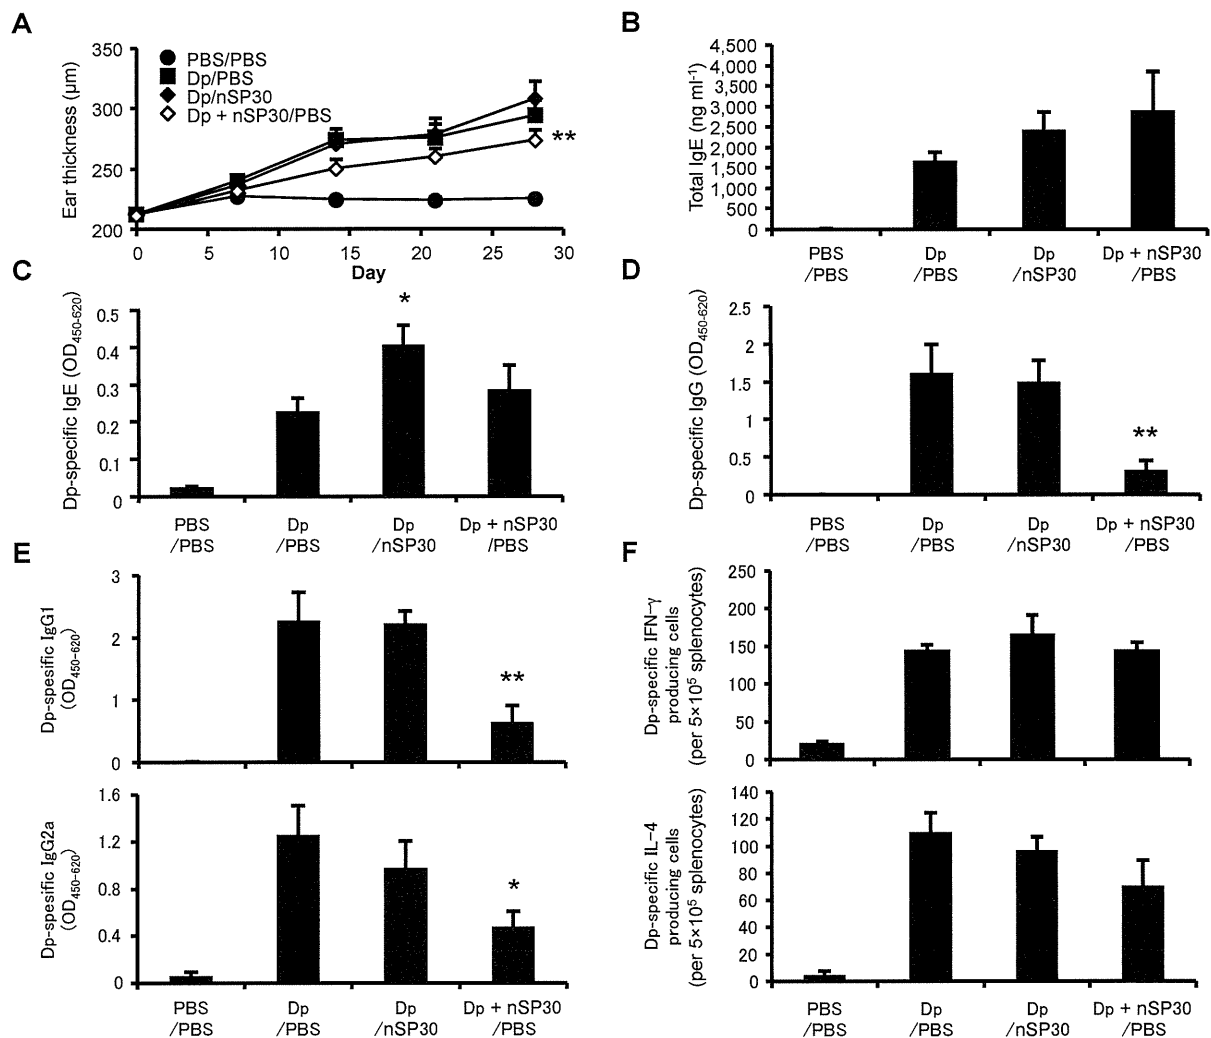 A
Ear thickness (μm)
350
300
250
200
PBS/PBS
Dp/PBS
Dp/nSP30
Dp + nSP30/PBS
**
0 5 10 15 20 25 30
Day
B
Total IgE (ng ml-1)
4,500
4,500
3,500
3,000
2,500
2,000
1,500
1,000
500
0
PBS Dp Dp Dp + nSP30
/PBS /PBS /nSP30 /PBS
C
Dp-specific IgE (OD450-620)
0.5
0.4
0.3
0.2
0.1
0
*
PBS Dp Dp Dp + nSP30
/PBS /PBS /nSP30 /PBS
D
Dp-specific IgG (OD450-620)
2.5
2
1.5
1
0.5
0
**
PBS Dp Dp Dp + nSP30
/PBS /PBS /nSP30 /PBS
E
Dp-spesific IgG1
(OD450-620)
3
2
1
0
**
Dp-spesific IgG2a
(OD450-620)
1.6
1.2
0.8
0.4
0
*
PBS Dp Dp Dp + nSP30
/PBS /PBS /nSP30 /PBS
F
Dp-specific IFN-γ
producing cells
(per 5×105 splenocytes)
250
200
150
100
50
0
Dp-specific IL-4
producing cells
(per 5×105 splenocytes)
140
120
100
80
60
40
20
0
PBS Dp Dp Dp + nSP30
/PBS /PBS /nSP30 /PBS